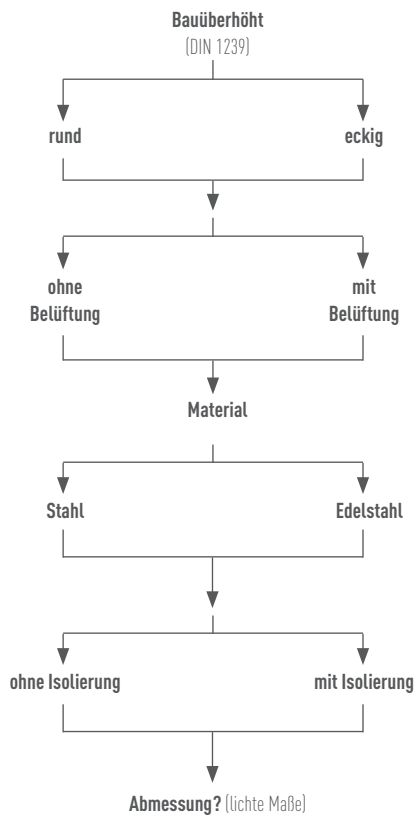 Bauüberhöht
(DIN 1239)
rund
eckig
ohne
Belüftung
mit
Belüftung
Material
Stahl
Edelstahl
ohne Isolierung
mit Isolierung
Abmessung? (lichte Maße)